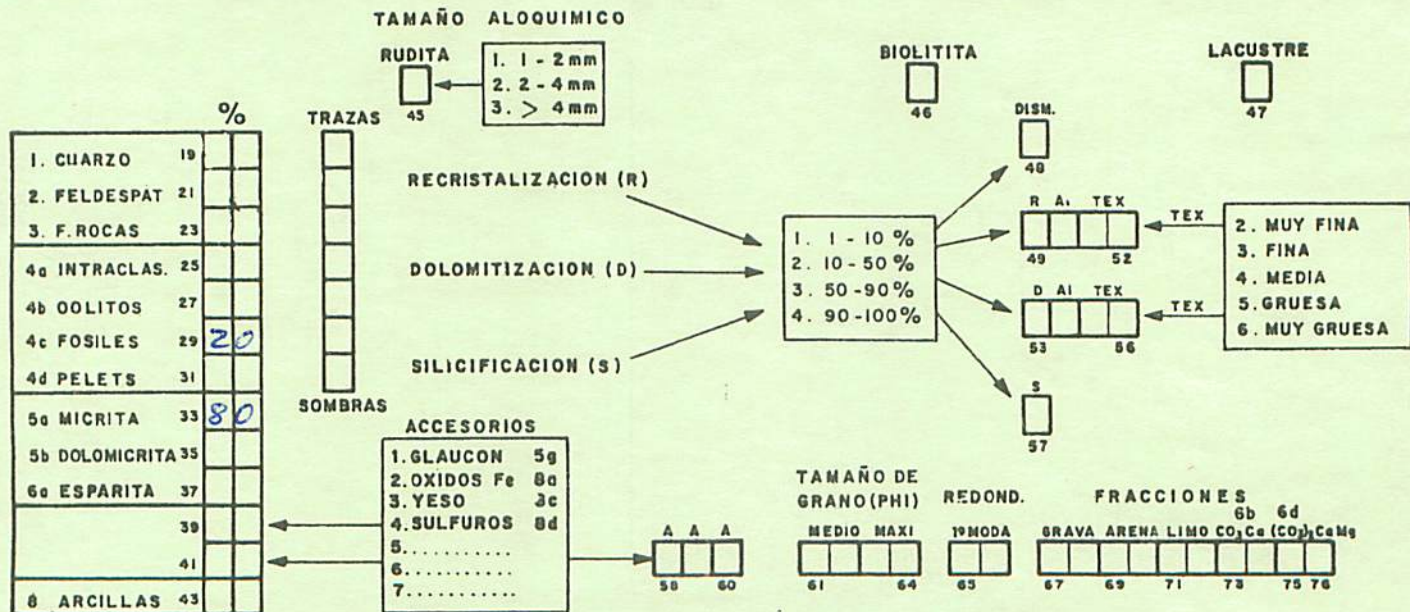 TAMAÑO ALOQUIMICO
RUDITA
1. 1 - 2 mm
2. 2 - 4 mm
3. > 4 mm
45
BIOLITITA
46
LACUSTRE
47
%
TRAZAS
DISM.
48
1. CUARZO 19
2. FELDESPAT 21
3. F. ROCAS 23
4a INTRACLAS. 25
4b OOLITOS 27
4c FOSILES 29 20
4d PELETS 31
5a MICRITA 33 80
5b DOLOMICRITA 35
6a ESPARITA 37
39
41
8 ARCILLAS 43
SOMBRAS
RECRISTALIZACION (R)
DOLOMITIZACION (D)
SILICIFICACION (S)
1. 1 - 10 %
2. 10 - 50 %
3. 50 - 90 %
4. 90 - 100 %
R A. TEX
49 52
TEX
D Al TEX
53 56
TEX
2. MUY FINA
3. FINA
4. MEDIA
5. GRUESA
6. MUY GRUESA
S
57
ACCESORIOS
1. GLAUCON 5g
2. OXIDOS Fe 8a
3. YESO 3c
4. SULFUROS 8d
5...........
6...........
7...........
A A A
58 60
TAMAÑO DE
GRANO (PHI)
MEDIO MAXI
61 64
REDOND.
1ª MODA
65
FRACCIONES
6b 6d
GRAVA ARENA LIMO CO₃Ca (CO₃)₂CaMg
67 69 71 73 75 76